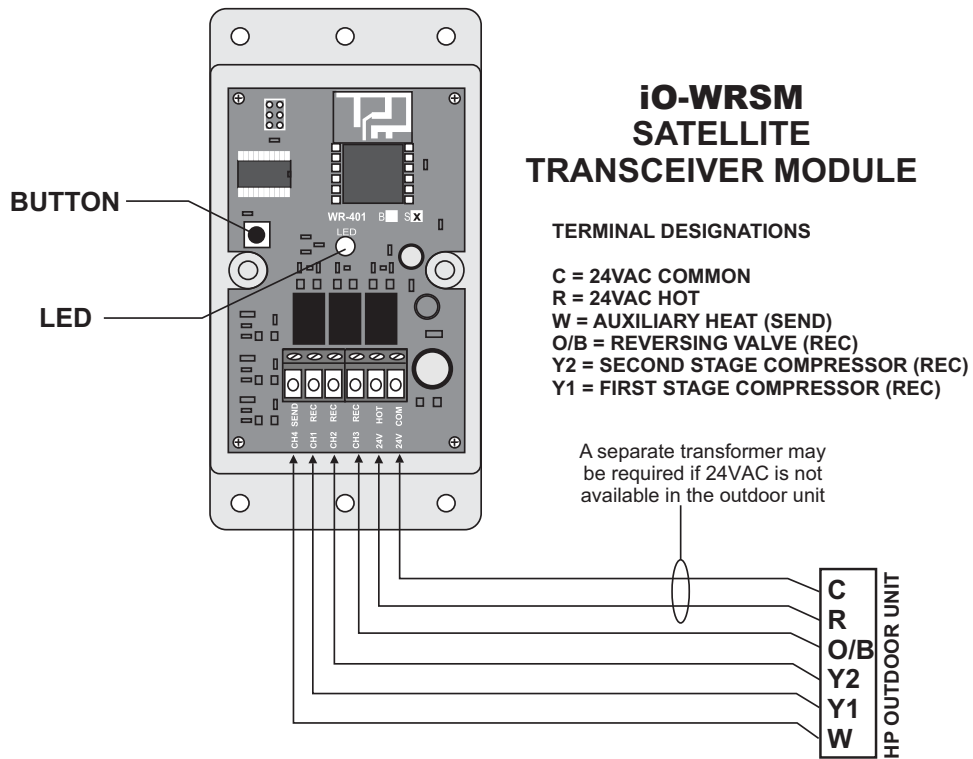 iO-WRSM
SATELLITE
TRANSCEIVER MODULE
BUTTON
WR-401 B S X
LED
LED
TERMINAL DESIGNATIONS
C = 24VAC COMMON
R = 24VAC HOT
W = AUXILIARY HEAT (SEND)
O/B = REVERSING VALVE (REC)
Y2 = SECOND STAGE COMPRESSOR (REC)
Y1 = FIRST STAGE COMPRESSOR (REC)
CH4 SEND
CH1 REC
CH2 REC
CH3 REC
24V HOT
24V COM
A separate transformer may
be required if 24VAC is not
available in the outdoor unit
C
R
O/B
Y2
Y1
W
HP OUTDOOR UNIT